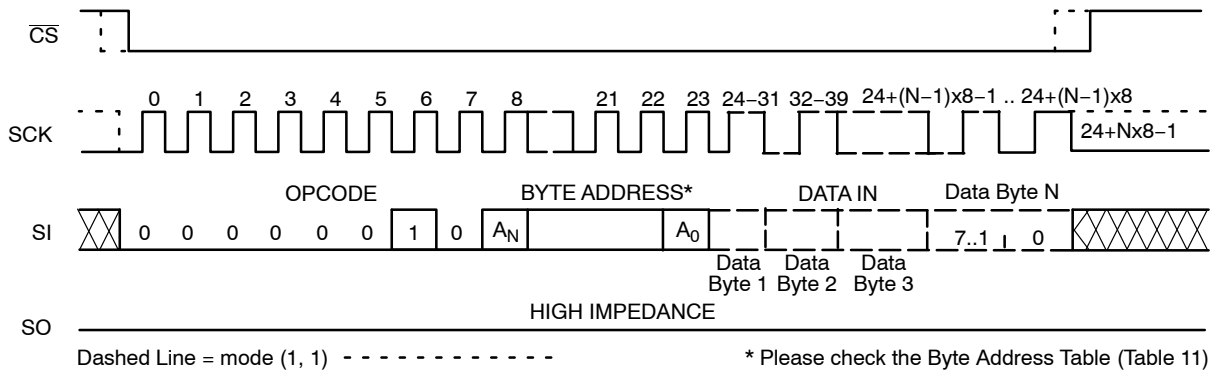 CS
0 1 2 3 4 5 6 7 8 21 22 23 24−31 32−39 24+(N−1)x8−1 .. 24+(N−1)x8
SCK
24+Nx8−1
OPCODE BYTE ADDRESS* DATA IN Data Byte N
SI
0 0 0 0 0 0 1 0 AN A0 7..1 0
Data Byte 1 Data Byte 2 Data Byte 3
HIGH IMPEDANCE
SO
Dashed Line = mode (1, 1)
* Please check the Byte Address Table (Table 11)